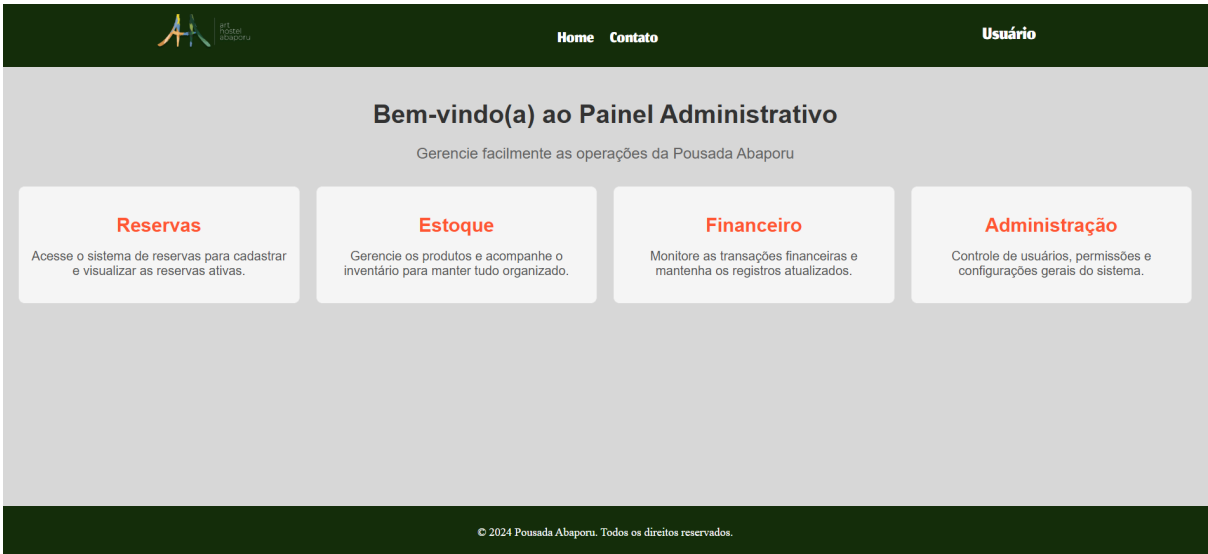 art
hostel
abaporu
Home Contato
Usuário
Bem-vindo(a) ao Painel Administrativo
Gerencie facilmente as operações da Pousada Abaporu
Reservas
Acesse o sistema de reservas para cadastrar
e visualizar as reservas ativas.
Estoque
Gerencie os produtos e acompanhe o
inventário para manter tudo organizado.
Financeiro
Monitore as transações financeiras e
mantenha os registros atualizados.
Administração
Controle de usuários, permissões e
configurações gerais do sistema.
© 2024 Pousada Abaporu. Todos os direitos reservados.